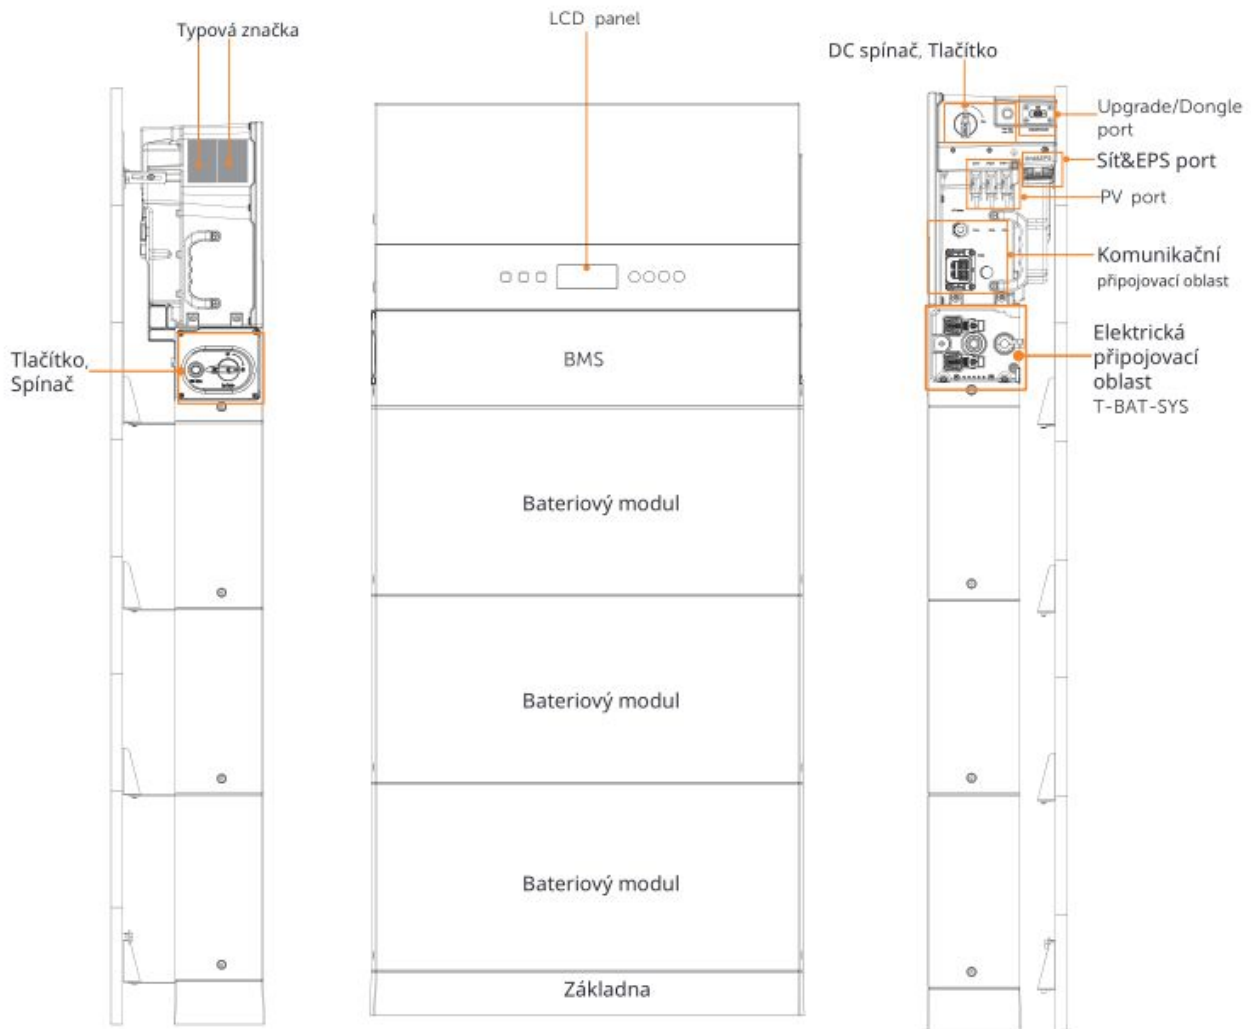 Typová značka
LCD panel
DC spínač, Tlačítko
Upgrade/Dongle
port
Síť&EPS port
PV port
Komunikační
připojovací oblast
Tlačítko,
Spínač
BMS
Elektrická
připojovací
oblast
T-BAT-SYS
Bateriový modul
Bateriový modul
Bateriový modul
Základna